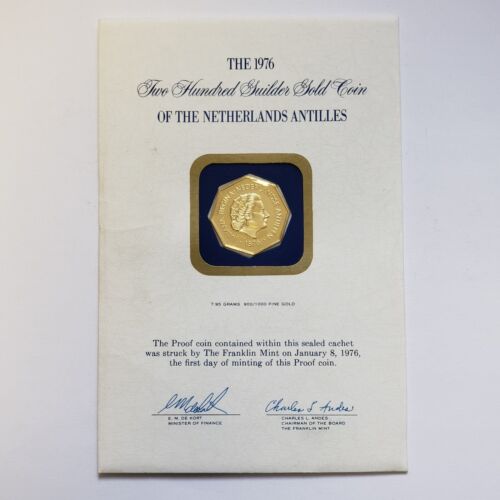 THE 1976
Two Hundred Guilder Gold Coin
OF THE NETHERLANDS ANTILLES
1976
7.95 GRAMS 900/1000 FINE GOLD
The Proof coin contained within this sealed cachet
was struck by The Franklin Mint on January 8, 1976,
the first day of minting of this Proof coin.
Charles L Andes
E. M. DE KORT
MINISTER OF FINANCE
CHARLES L. ANDES
CHAIRMAN OF THE BOARD
THE FRANKLIN MINT